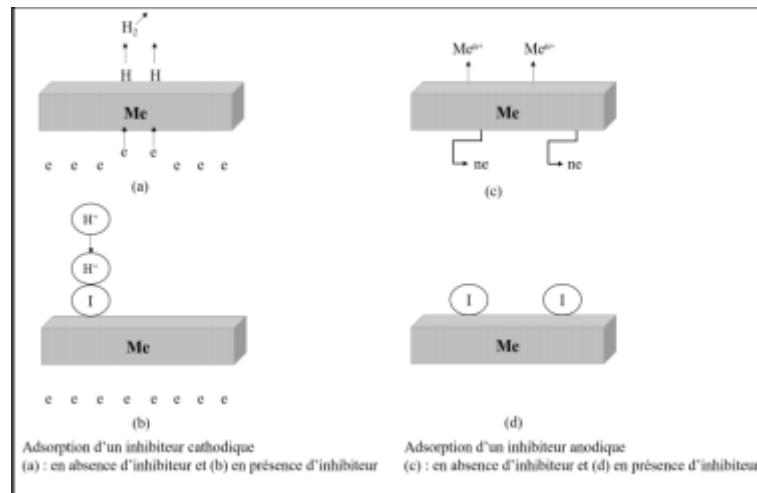 H₂
H H
Me
e e
e e e e e e
(a)
H⁺
H⁺
I
Me
e e e e e e e e
(b)
Adsorption d'un inhibiteur cathodique
(a) : en absence d'inhibiteur et (b) en présence d'inhibiteur
Me Me
Me
ne ne
(c)
I I
Me
(d)
Adsorption d'un inhibiteur anodique
(c) : en absence d'inhibiteur et (d) en présence d'inhibiteur